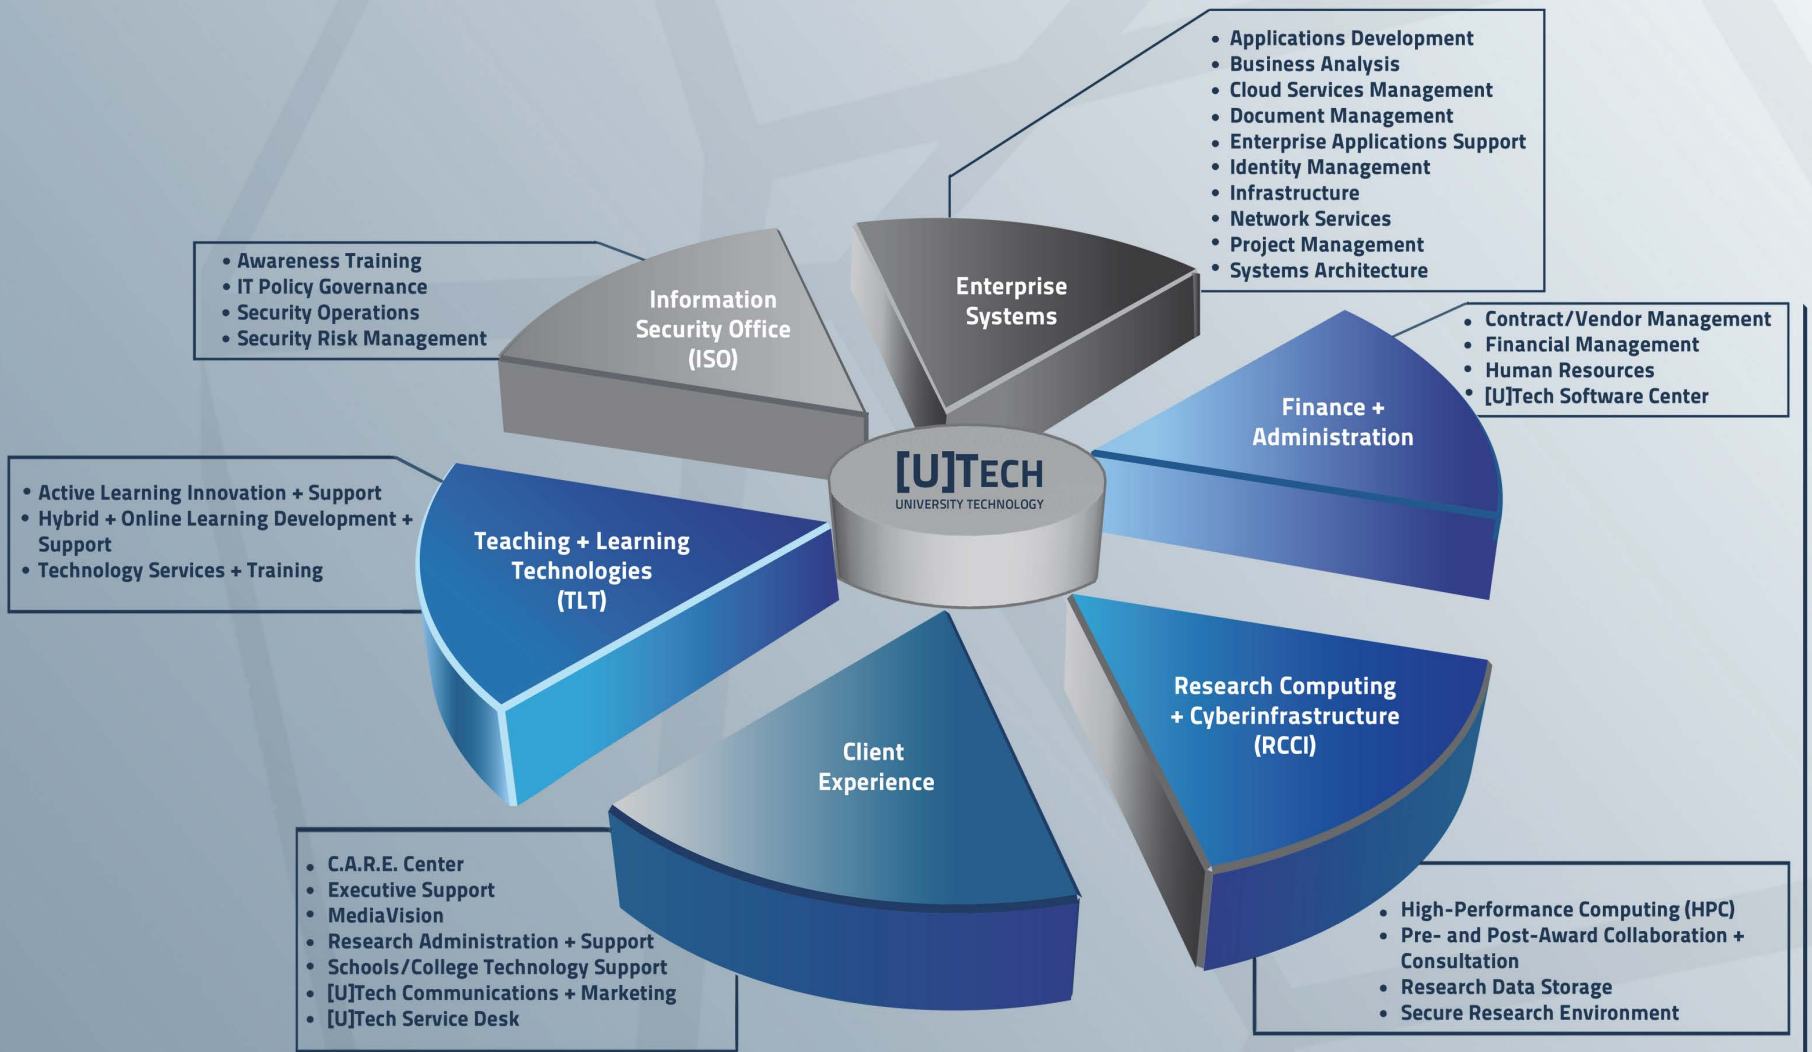 • Applications Development
• Business Analysis
• Cloud Services Management
• Document Management
• Enterprise Applications Support
• Identity Management
• Infrastructure
• Network Services
• Project Management
• Systems Architecture
• Awareness Training
• IT Policy Governance
• Security Operations
• Security Risk Management
Information
Security Office
(ISO)
Enterprise
Systems
• Contract/Vendor Management
• Financial Management
• Human Resources
• [U]Tech Software Center
Finance +
Administration
[U]TECH
UNIVERSITY TECHNOLOGY
• Active Learning Innovation + Support
• Hybrid + Online Learning Development +
Support
• Technology Services + Training
Teaching + Learning
Technologies
(TLT)
Research Computing
+ Cyberinfrastructure
(RCCI)
Client
Experience
• C.A.R.E. Center
• Executive Support
• MediaVision
• Research Administration + Support
• Schools/College Technology Support
• [U]Tech Communications + Marketing
• [U]Tech Service Desk
• High-Performance Computing (HPC)
• Pre- and Post-Award Collaboration +
Consultation
• Research Data Storage
• Secure Research Environment